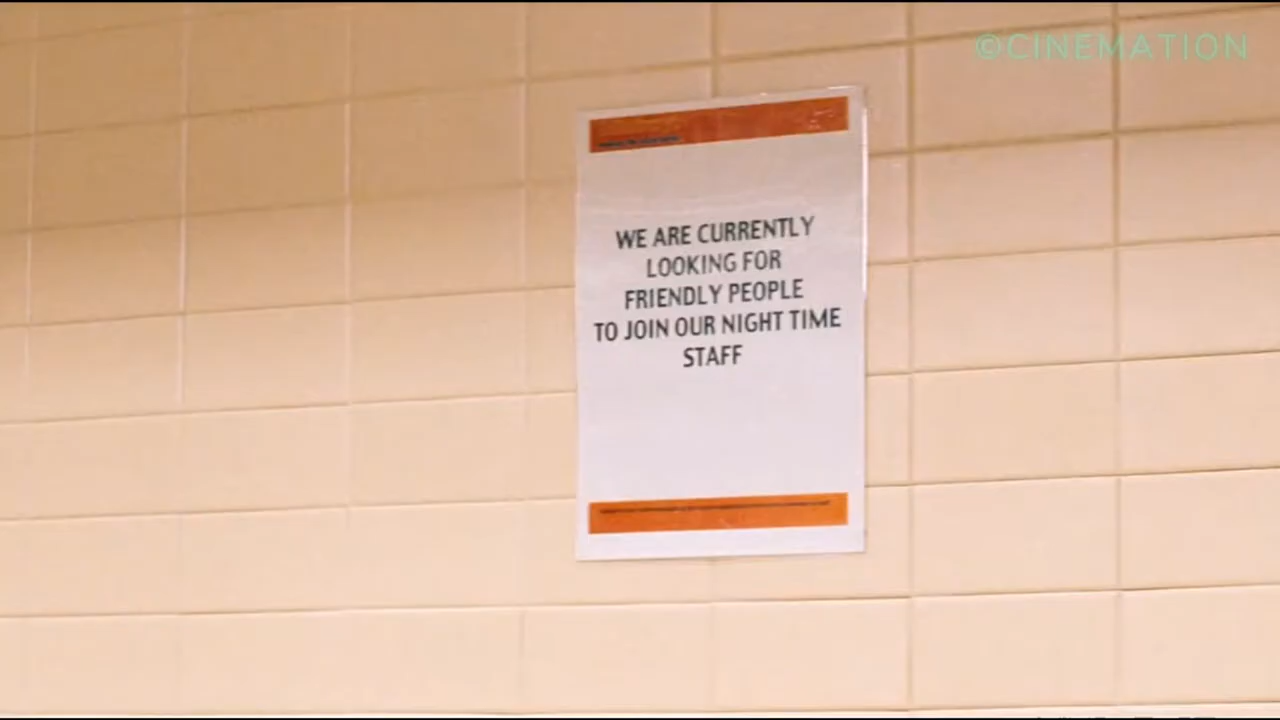 ©CINEMATION
WE ARE CURRENTLY
LOOKING FOR
FRIENDLY PEOPLE
TO JOIN OUR NIGHT TIME
STAFF